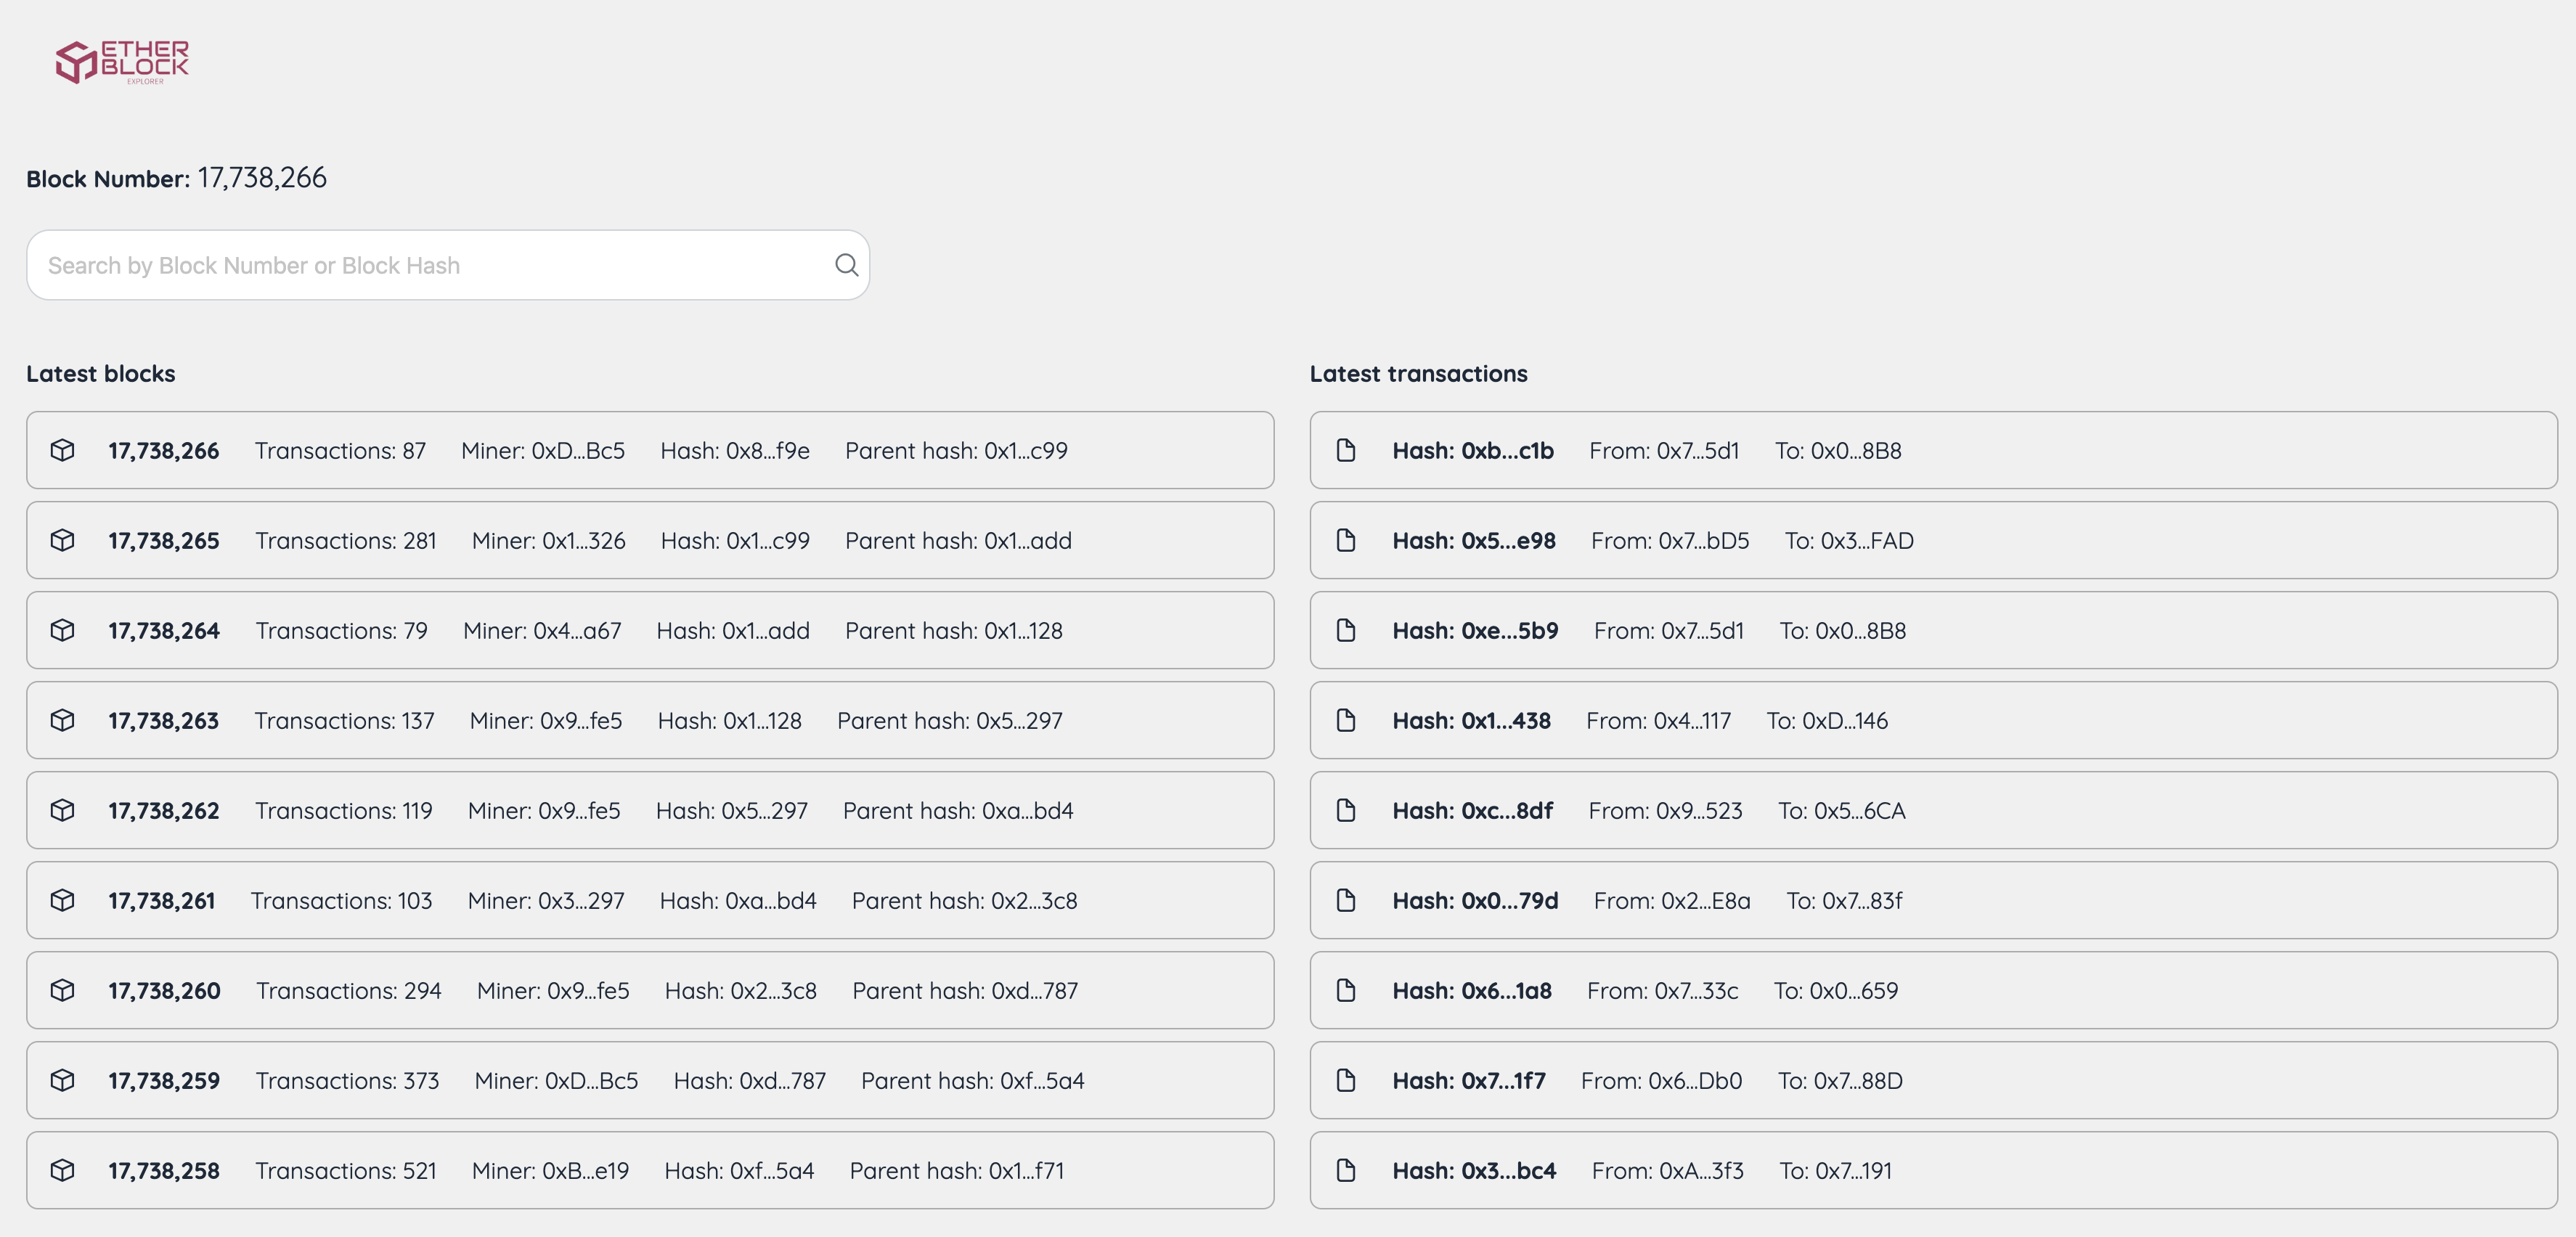 ETHER
BLOCK
EXPLORER
Block Number: 17,738,266
Search by Block Number or Block Hash
Latest blocks
17,738,266 Transactions: 87 Miner: 0xD...Bc5 Hash: 0x8...f9e Parent hash: 0x1...c99
17,738,265 Transactions: 281 Miner: 0x1...326 Hash: 0x1...c99 Parent hash: 0x1...add
17,738,264 Transactions: 79 Miner: 0x4...a67 Hash: 0x1...add Parent hash: 0x1...128
17,738,263 Transactions: 137 Miner: 0x9...fe5 Hash: 0x1...128 Parent hash: 0x5...297
17,738,262 Transactions: 119 Miner: 0x9...fe5 Hash: 0x5...297 Parent hash: 0xa...bd4
17,738,261 Transactions: 103 Miner: 0x3...297 Hash: 0xa...bd4 Parent hash: 0x2...3c8
17,738,260 Transactions: 294 Miner: 0x9...fe5 Hash: 0x2...3c8 Parent hash: 0xd...787
17,738,259 Transactions: 373 Miner: 0xD...Bc5 Hash: 0xd...787 Parent hash: 0xf...5a4
17,738,258 Transactions: 521 Miner: 0xB...e19 Hash: 0xf...5a4 Parent hash: 0x1...f71
Latest transactions
Hash: 0xb...c1b From: 0x7...5d1 To: 0x0...8B8
Hash: 0x5...e98 From: 0x7...bD5 To: 0x3...FAD
Hash: 0xe...5b9 From: 0x7...5d1 To: 0x0...8B8
Hash: 0x1...438 From: 0x4...117 To: 0xD...146
Hash: 0xc...8df From: 0x9...523 To: 0x5...6CA
Hash: 0x0...79d From: 0x2...E8a To: 0x7...83f
Hash: 0x6...1a8 From: 0x7...33c To: 0x0...659
Hash: 0x7...1f7 From: 0x6...Db0 To: 0x7...88D
Hash: 0x3...bc4 From: 0xA...3f3 To: 0x7...191